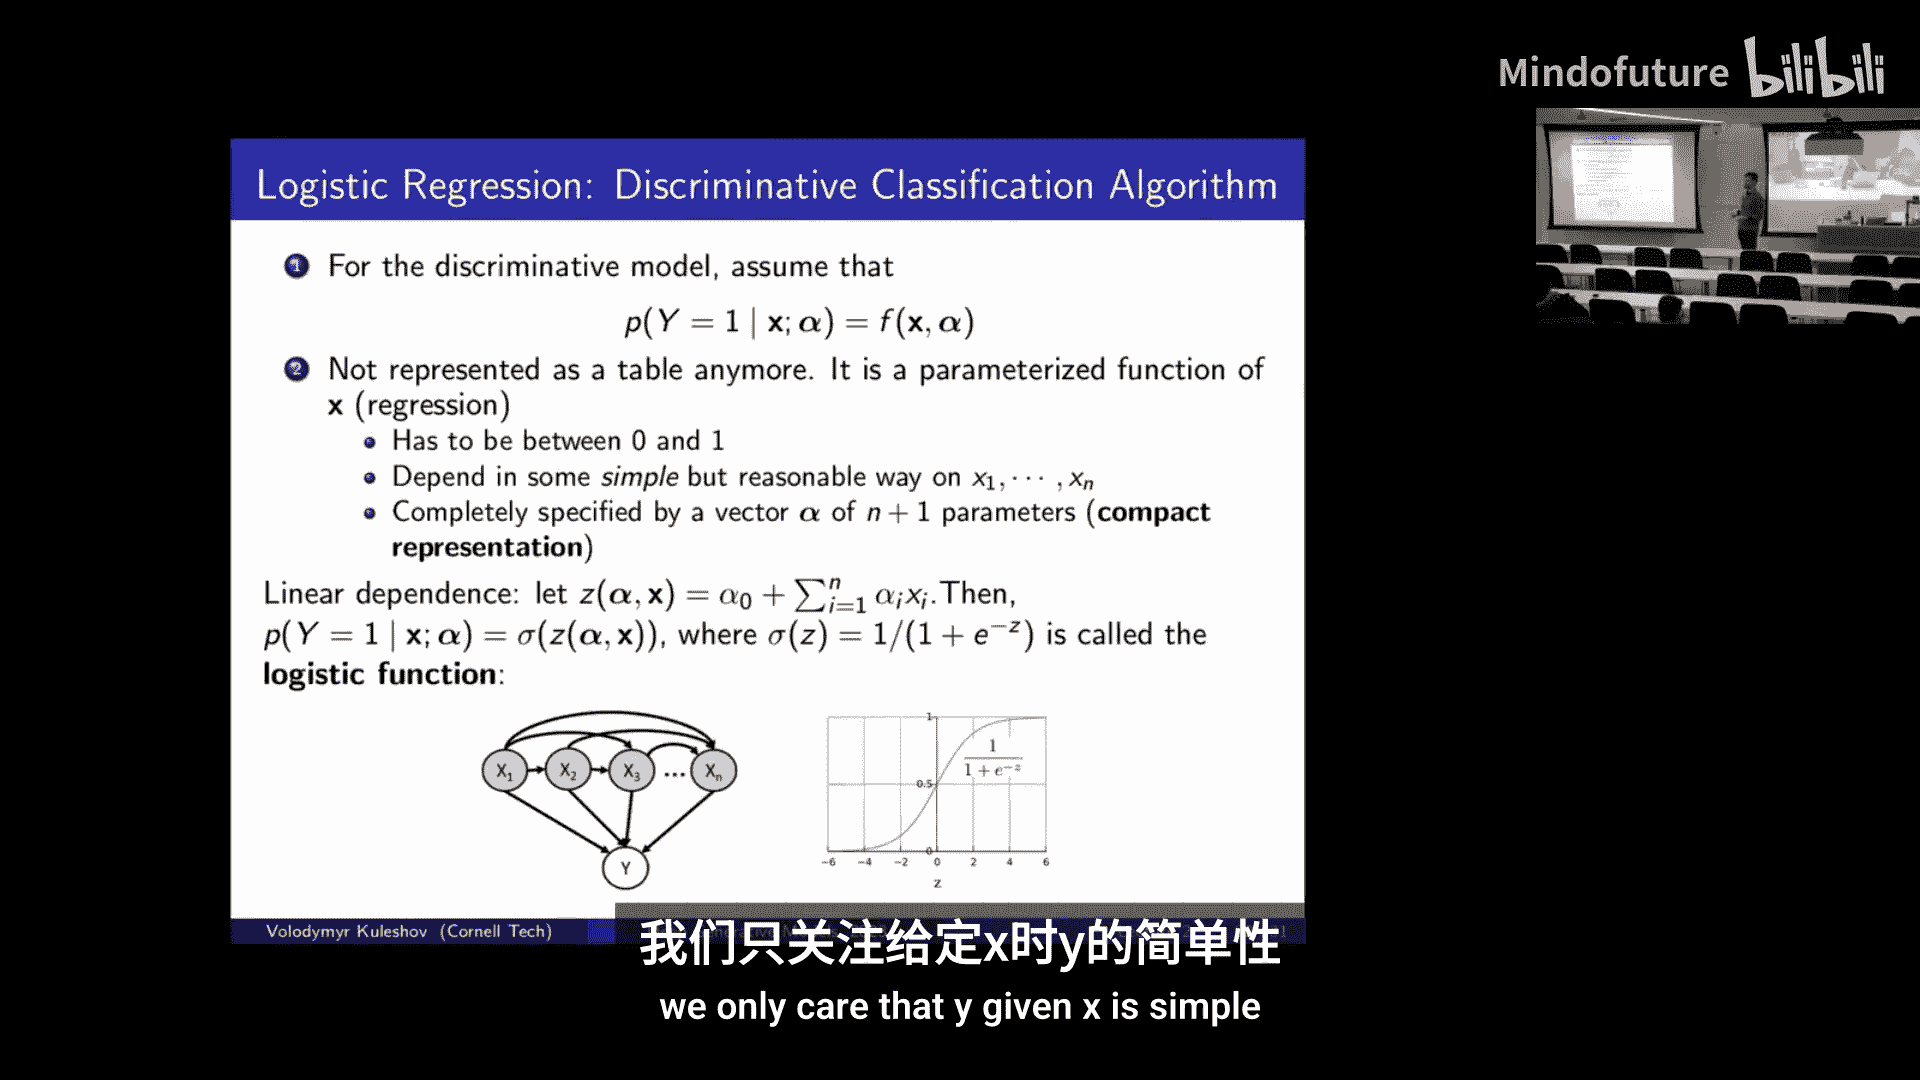 Mindofuture bilibili
Logistic Regression: Discriminative Classification Algorithm
1 For the discriminative model, assume that
p(Y = 1 | x; α) = f(x, α)
2 Not represented as a table anymore. It is a parameterized function of
x (regression)
Has to be between 0 and 1
Depend in some simple but reasonable way on x₁, ⋯ , xₙ
Completely specified by a vector α of n + 1 parameters (compact
representation)
Linear dependence: let z(α, x) = α₀ + ∑ⁿᵢ₌₁ αᵢxᵢ.Then,
p(Y = 1 | x; α) = σ(z(α, x)), where σ(z) = 1/(1 + e⁻ᶻ) is called the
logistic function:
X₁ X₂ X₃ ... Xₙ
Y
1
1/(1 + e⁻ᶻ)
0.5
0
-6 -4 -2 0 2 4 6
z
Volodymyr Kuleshov (Cornell Tech)
我们只关注给定x时y的简单性
we only care that y given x is simple